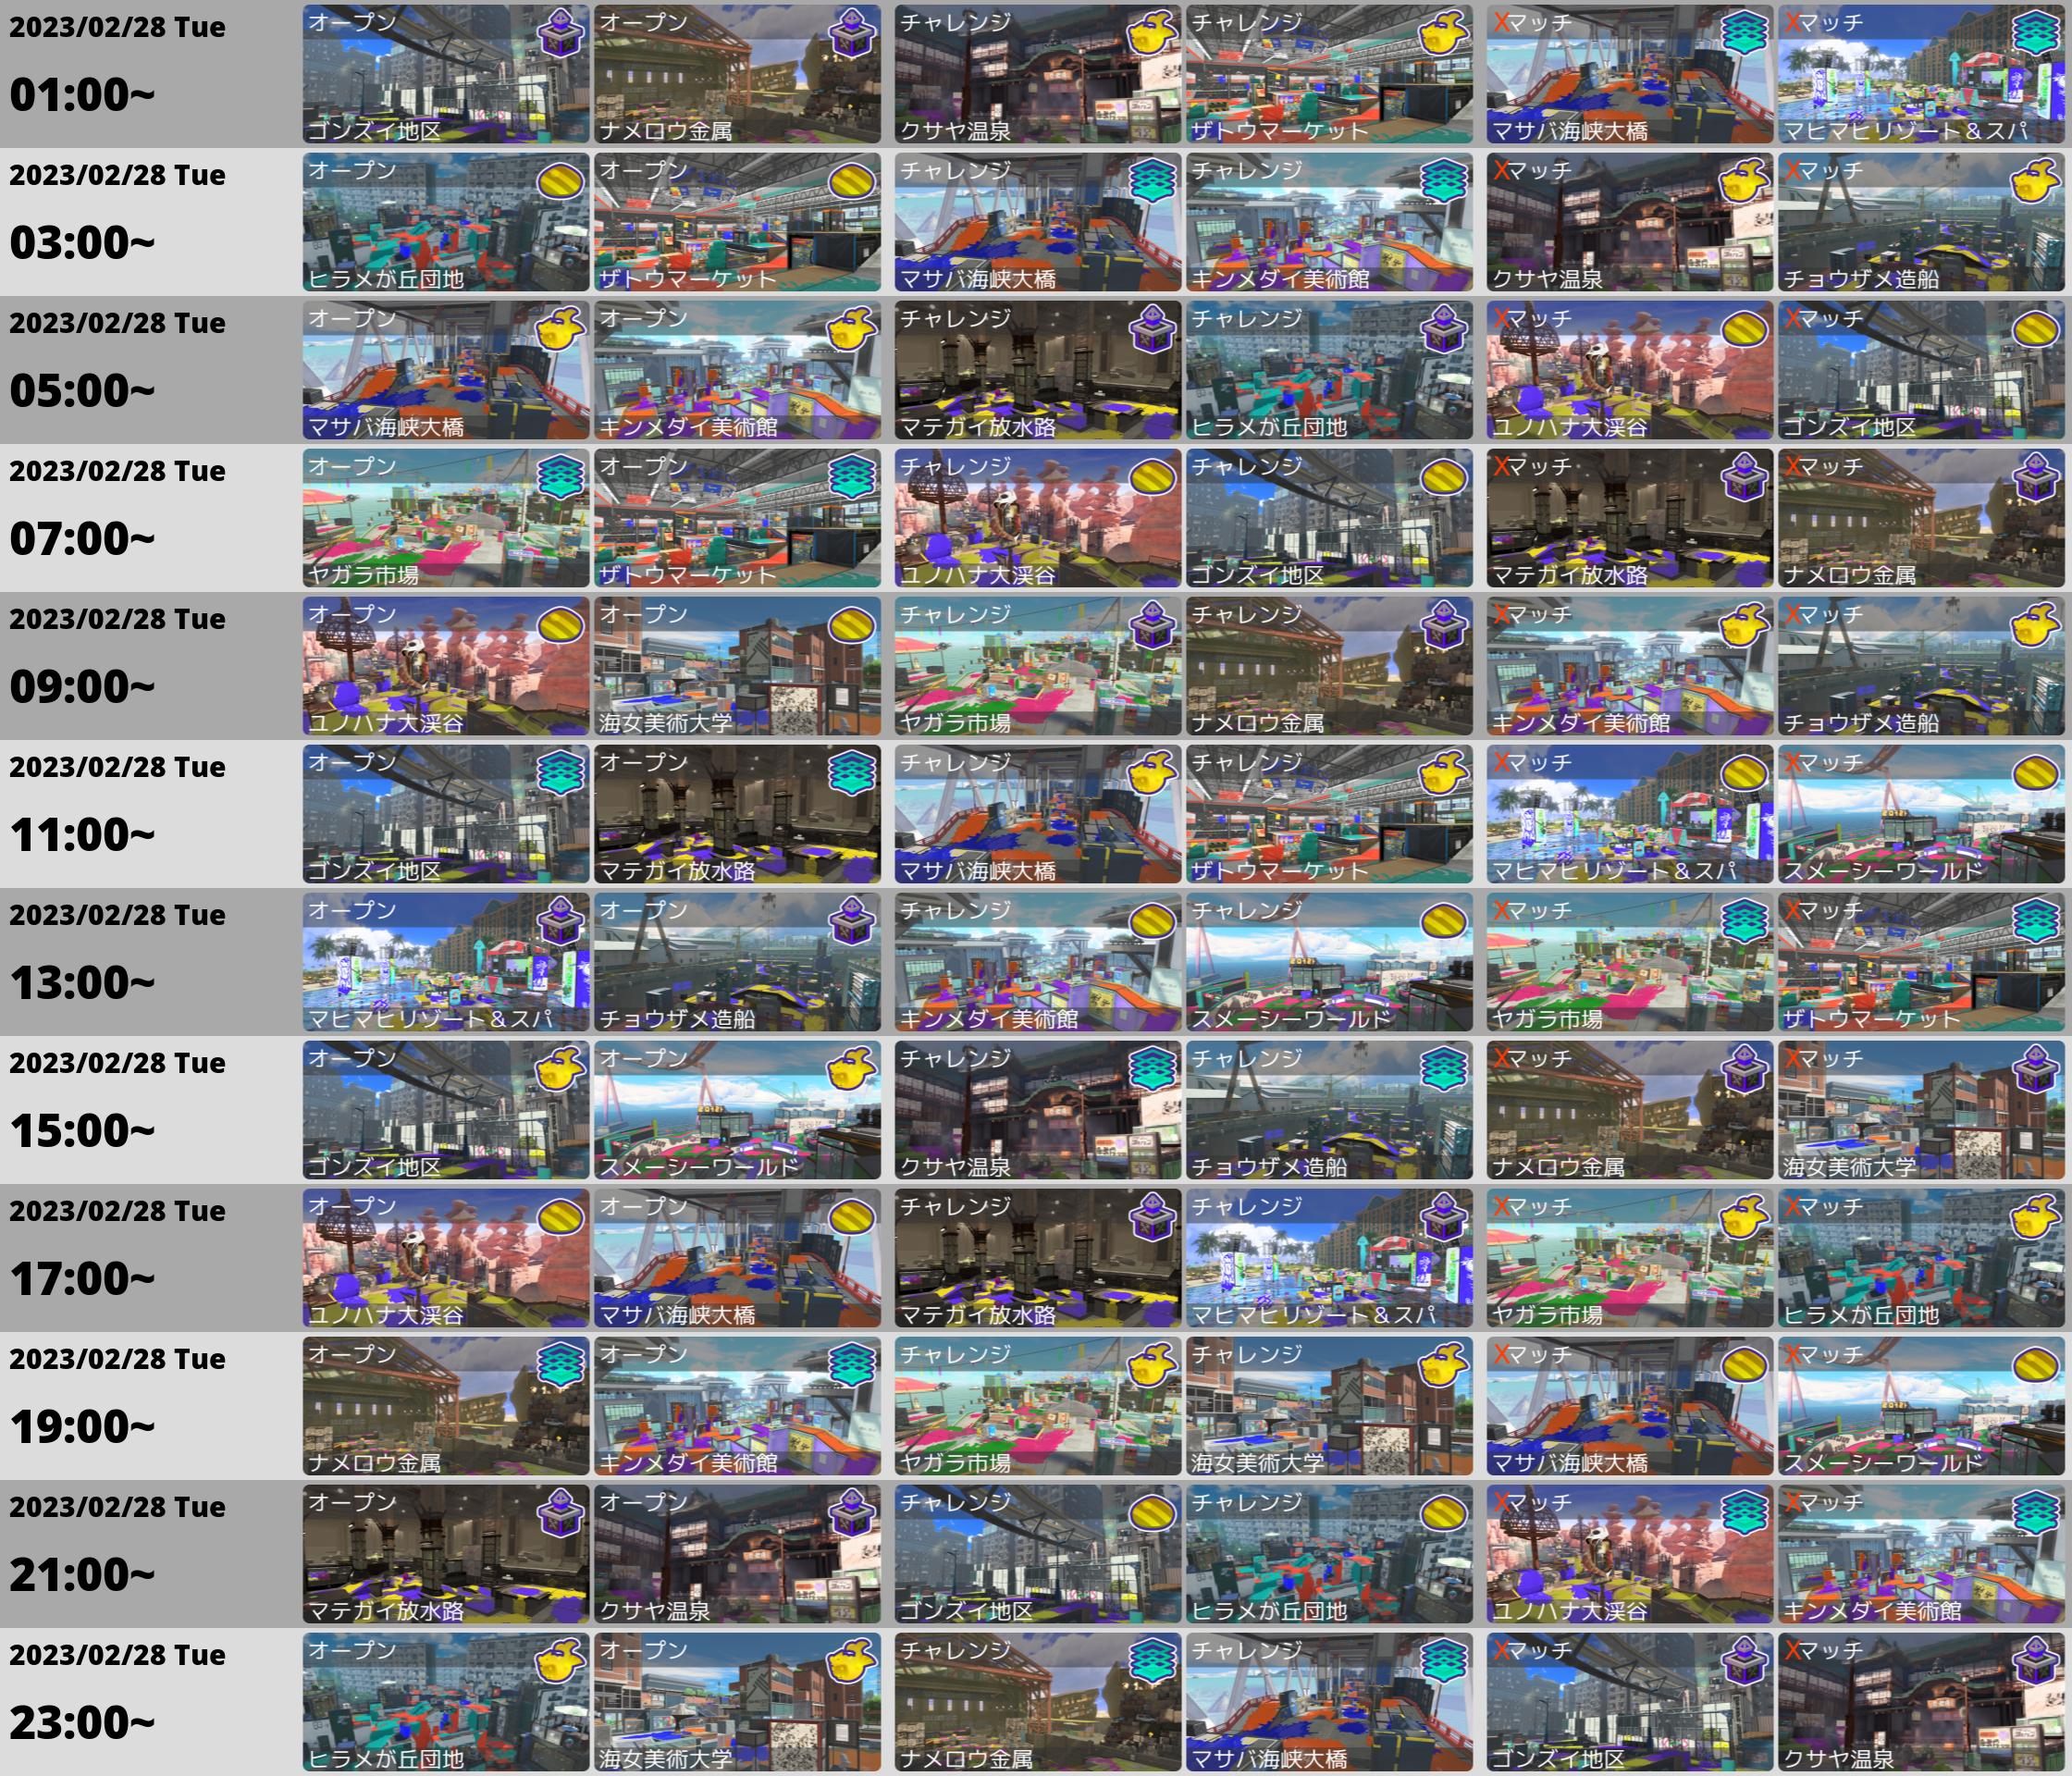 2023/02/28 Tue
01:00~
オープン オープン チャレンジ チャレンジ Xマッチ Xマッチ
ゴンズイ地区 ナメロウ金属 クサヤ温泉 ザトウマーケット マサバ海峡大橋 マヒマヒリゾート＆スパ
2023/02/28 Tue
03:00~
オープン オープン チャレンジ チャレンジ Xマッチ Xマッチ
ヒラメが丘団地 ザトウマーケット マサバ海峡大橋 キンメダイ美術館 クサヤ温泉 チョウザメ造船
2023/02/28 Tue
05:00~
オープン オープン チャレンジ チャレンジ Xマッチ Xマッチ
マサバ海峡大橋 キンメダイ美術館 マテガイ放水路 ヒラメが丘団地 ユノハナ大渓谷 ゴンズイ地区
2023/02/28 Tue
07:00~
オープン オープン チャレンジ チャレンジ Xマッチ Xマッチ
ヤガラ市場 ザトウマーケット ユノハナ大渓谷 ゴンズイ地区 マテガイ放水路 ナメロウ金属
2023/02/28 Tue
09:00~
オープン オープン チャレンジ チャレンジ Xマッチ Xマッチ
ユノハナ大渓谷 海女美術大学 ヤガラ市場 ナメロウ金属 キンメダイ美術館 チョウザメ造船
2023/02/28 Tue
11:00~
オープン オープン チャレンジ チャレンジ Xマッチ Xマッチ
ゴンズイ地区 マテガイ放水路 マサバ海峡大橋 ザトウマーケット マヒマヒリゾート＆スパ スメーシーワールド
2023/02/28 Tue
13:00~
オープン オープン チャレンジ チャレンジ Xマッチ Xマッチ
マヒマヒリゾート＆スパ チョウザメ造船 キンメダイ美術館 スメーシーワールド ヤガラ市場 ザトウマーケット
2023/02/28 Tue
15:00~
オープン オープン チャレンジ チャレンジ Xマッチ Xマッチ
ゴンズイ地区 スメーシーワールド クサヤ温泉 チョウザメ造船 ナメロウ金属 海女美術大学
2023/02/28 Tue
17:00~
オープン オープン チャレンジ チャレンジ Xマッチ Xマッチ
ユノハナ大渓谷 マサバ海峡大橋 マテガイ放水路 マヒマヒリゾート＆スパ ヤガラ市場 ヒラメが丘団地
2023/02/28 Tue
19:00~
オープン オープン チャレンジ チャレンジ Xマッチ Xマッチ
ナメロウ金属 キンメダイ美術館 ヤガラ市場 海女美術大学 マサバ海峡大橋 スメーシーワールド
2023/02/28 Tue
21:00~
オープン オープン チャレンジ チャレンジ Xマッチ Xマッチ
マテガイ放水路 クサヤ温泉 ゴンズイ地区 ヒラメが丘団地 ユノハナ大渓谷 キンメダイ美術館
2023/02/28 Tue
23:00~
オープン オープン チャレンジ チャレンジ Xマッチ Xマッチ
ヒラメが丘団地 海女美術大学 ナメロウ金属 マサバ海峡大橋 ゴンズイ地区 クサヤ温泉